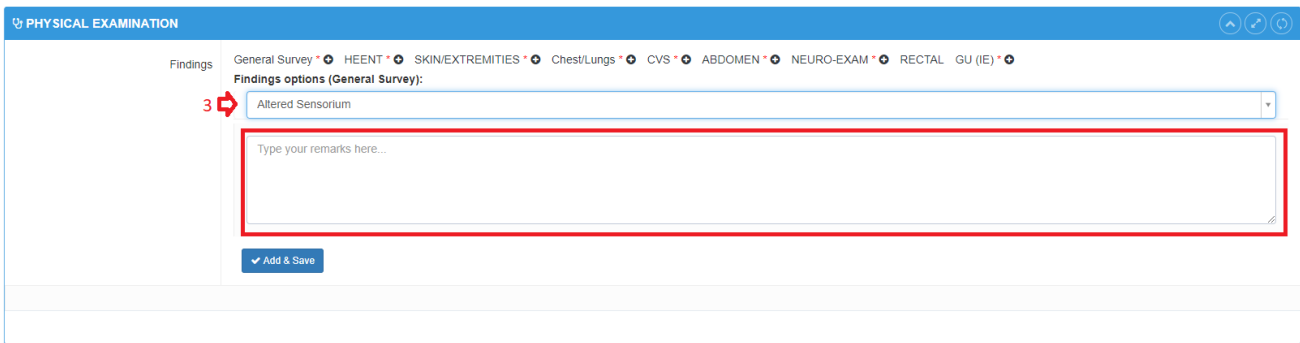 PHYSICAL EXAMINATION
Findings General Survey * HEENT * SKIN/EXTREMITIES * Chest/Lungs * CVS * ABDOMEN * NEURO-EXAM * RECTAL GU (IE) *
Findings options (General Survey):
3 Altered Sensorium
Type your remarks here...
Add & Save